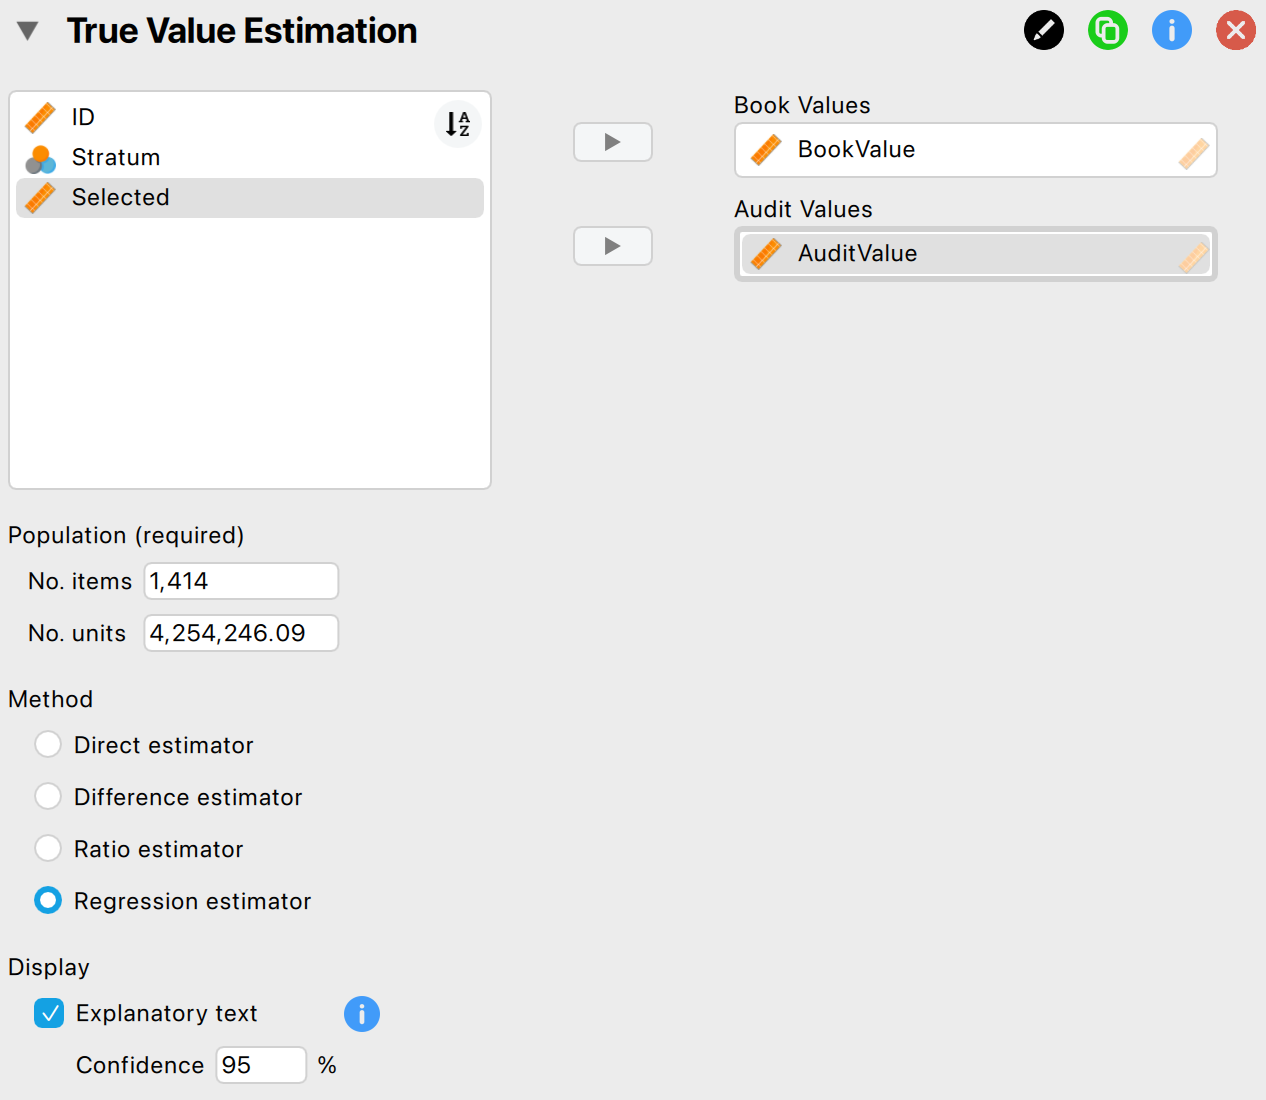 True Value Estimation
ID
Stratum
Selected
Book Values
BookValue
Audit Values
AuditValue
Population (required)
No. items 1,414
No. units 4,254,246.09
Method
Direct estimator
Difference estimator
Ratio estimator
Regression estimator
Display
Explanatory text
Confidence 95 %